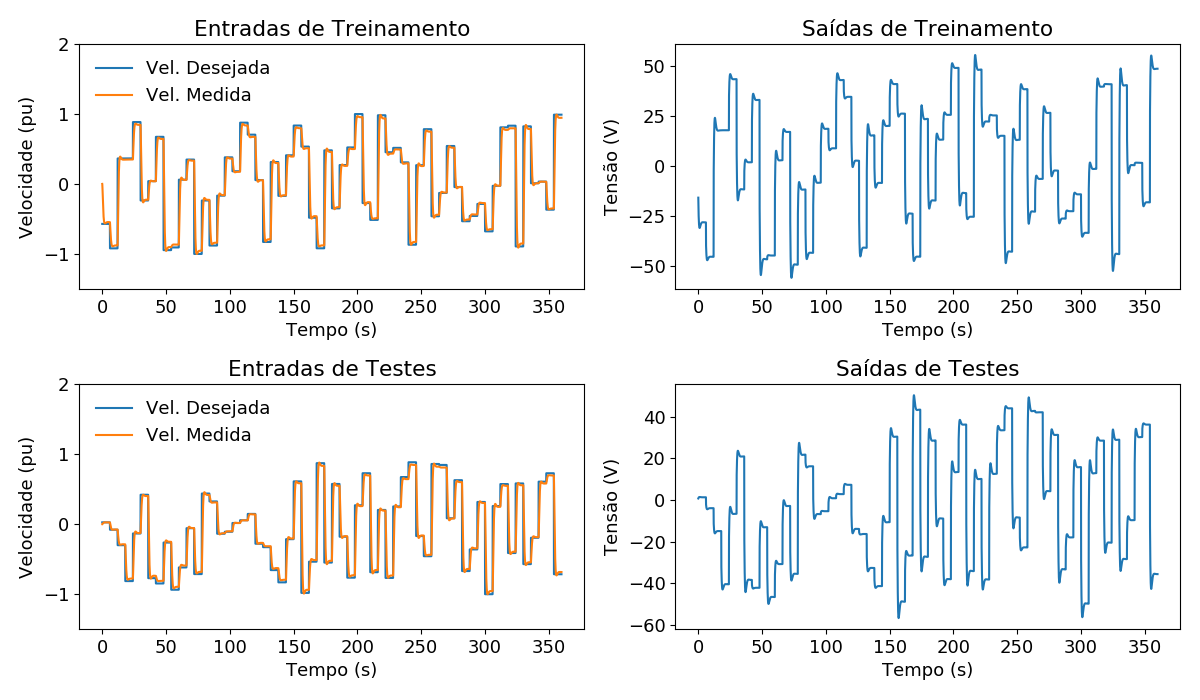 Entradas de Treinamento
2
1
0
−1
Velocidade (pu)
Vel. Desejada
Vel. Medida
0 50 100 150 200 250 300 350
Tempo (s)
Saídas de Treinamento
50
25
0
−25
−50
Tensão (V)
0 50 100 150 200 250 300 350
Tempo (s)
Entradas de Testes
2
1
0
−1
Velocidade (pu)
Vel. Desejada
Vel. Medida
0 50 100 150 200 250 300 350
Tempo (s)
Saídas de Testes
40
20
0
−20
−40
−60
Tensão (V)
0 50 100 150 200 250 300 350
Tempo (s)